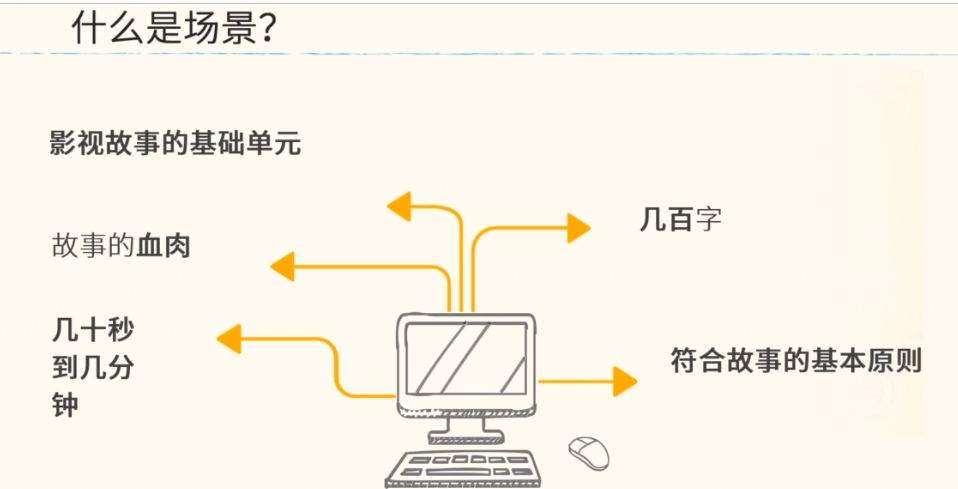 什么是场景?
影视故事的基础单元
故事的血肉
几十秒
到几分
钟
几百字
符合故事的基本原则